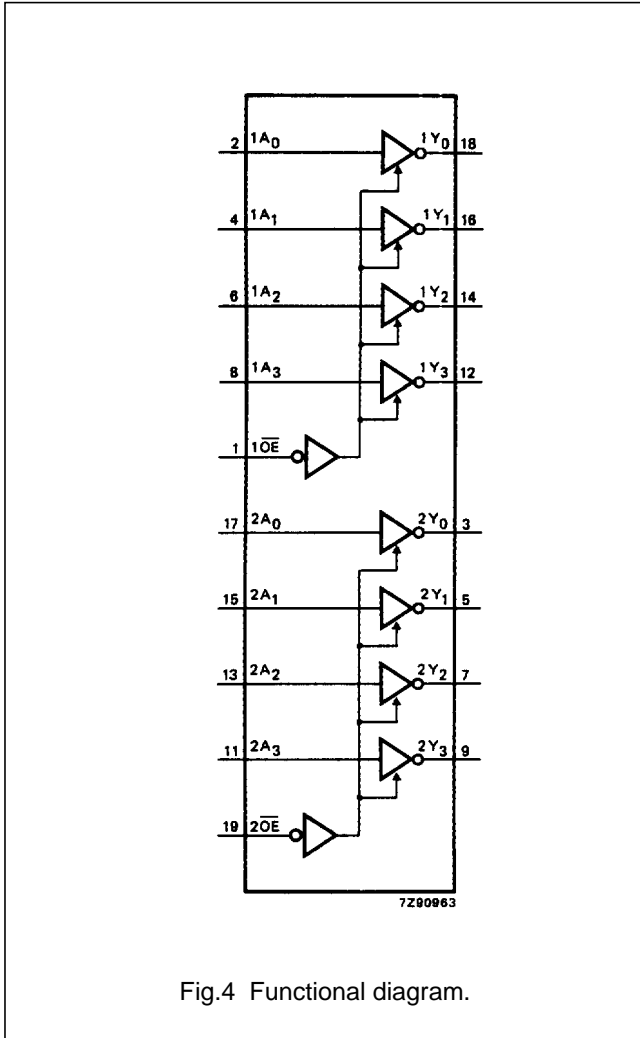 2 1A0 1Y0 18
4 1A1 1Y1 16
6 1A2 1Y2 14
8 1A3 1Y3 12
1 1O̅E̅
17 2A0 2Y0 3
15 2A1 2Y1 5
13 2A2 2Y2 7
11 2A3 2Y3 9
19 2O̅E̅
7Z90963
Fig.4 Functional diagram.